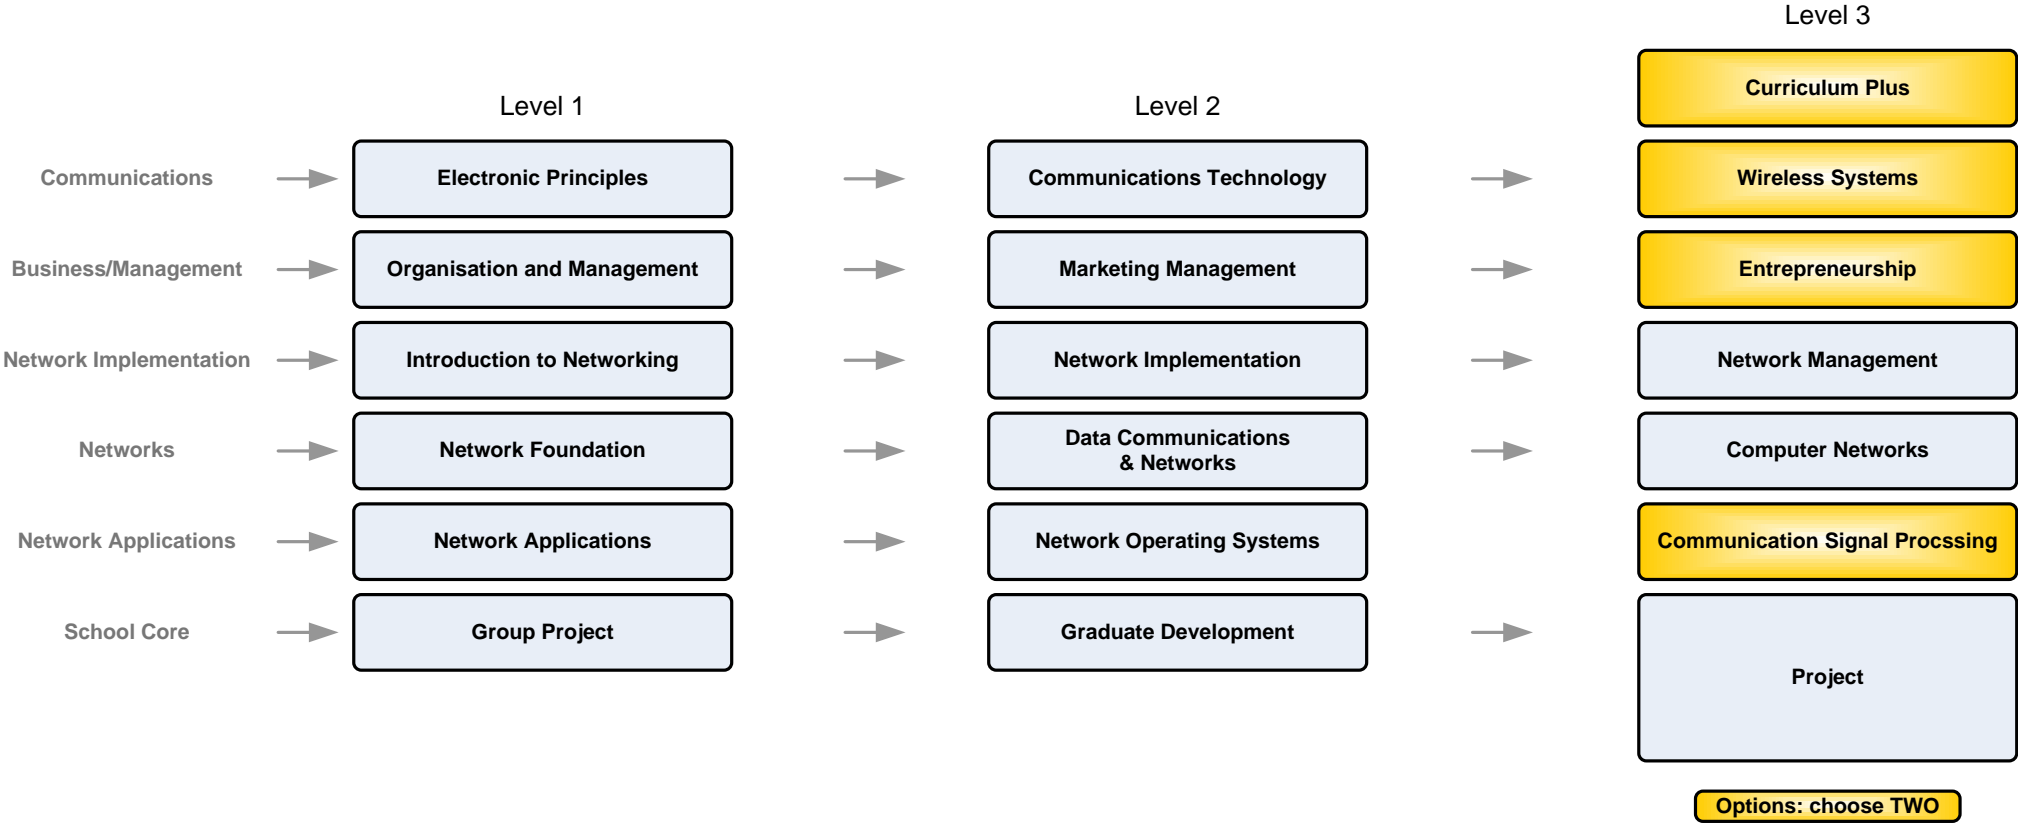 Level 3
Curriculum Plus
Level 1
Level 2
Communications
Electronic Principles
Communications Technology
Wireless Systems
Business/Management
Organisation and Management
Marketing Management
Entrepreneurship
Network Implementation
Introduction to Networking
Network Implementation
Network Management
Networks
Network Foundation
Data Communications
& Networks
Computer Networks
Network Applications
Network Applications
Network Operating Systems
Communication Signal Procssing
School Core
Group Project
Graduate Development
Project
Options: choose TWO